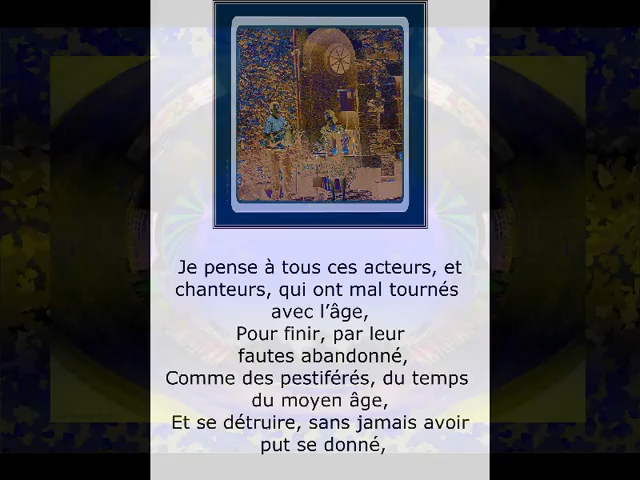 Je pense à tous ces acteurs, et
chanteurs, qui ont mal tournés
avec l’âge,
Pour finir, par leur
fautes abandonné,
Comme des pestiférés, du temps
du moyen âge,
Et se détruire, sans jamais avoir
put se donné,